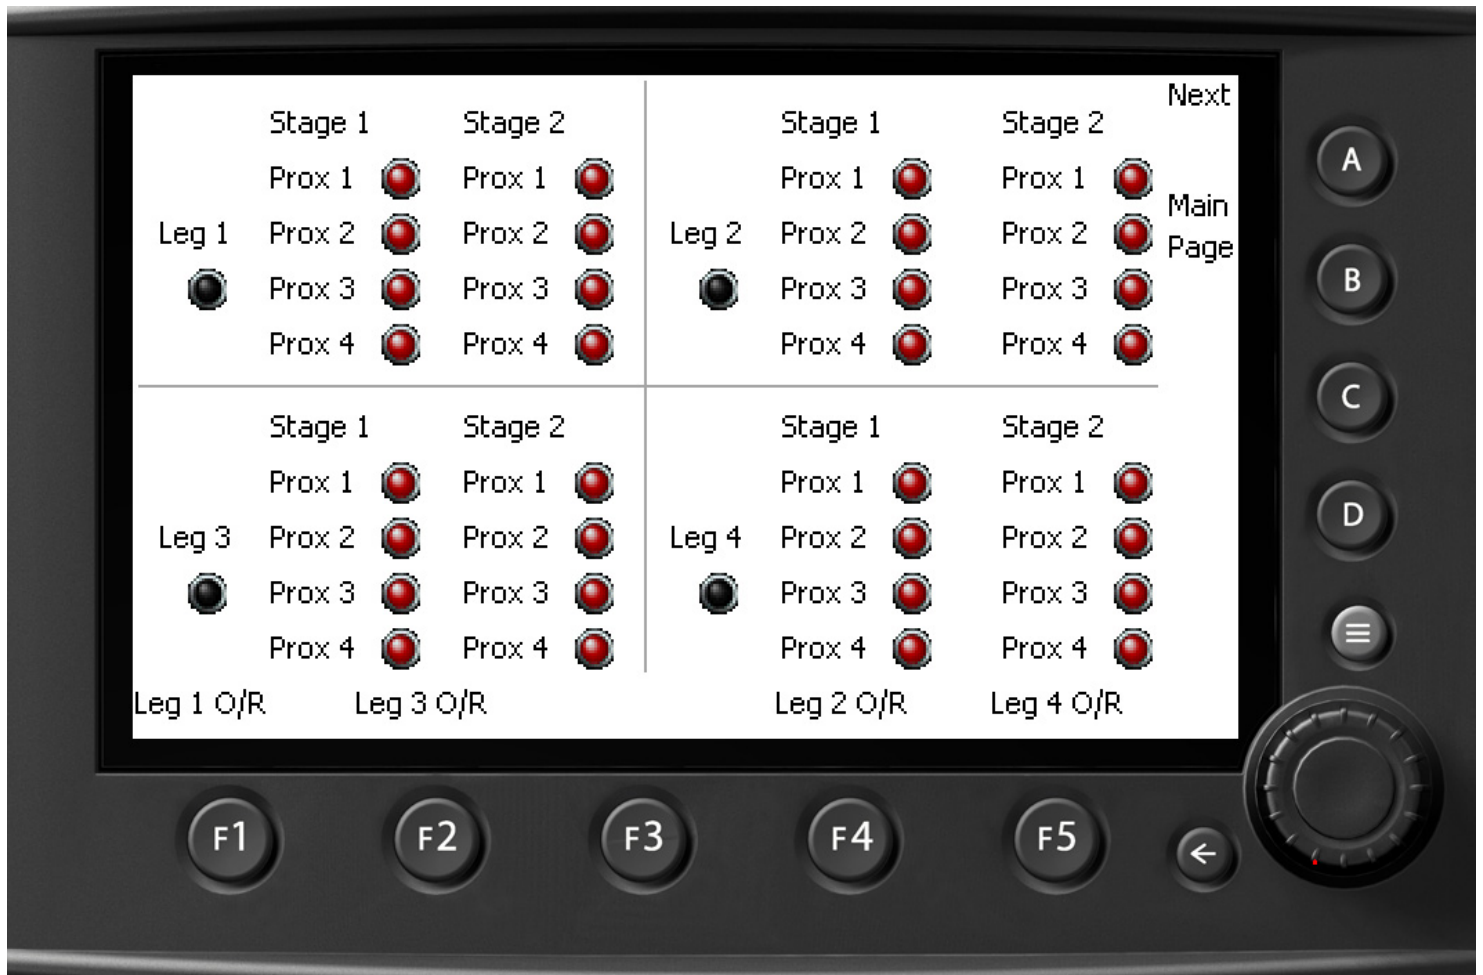 Next
Stage 1 Stage 2 Stage 1 Stage 2
Prox 1 Prox 1 Prox 1 Prox 1
A
Main
Leg 1 Prox 2 Prox 2 Leg 2 Prox 2 Prox 2
Page
B
Prox 3 Prox 3 Prox 3 Prox 3
Prox 4 Prox 4 Prox 4 Prox 4
C
Stage 1 Stage 2 Stage 1 Stage 2
Prox 1 Prox 1 Prox 1 Prox 1
D
Leg 3 Prox 2 Prox 2 Leg 4 Prox 2 Prox 2
Prox 3 Prox 3 Prox 3 Prox 3
Prox 4 Prox 4 Prox 4 Prox 4
Leg 1 O/R Leg 3 O/R Leg 2 O/R Leg 4 O/R
F1 F2 F3 F4 F5